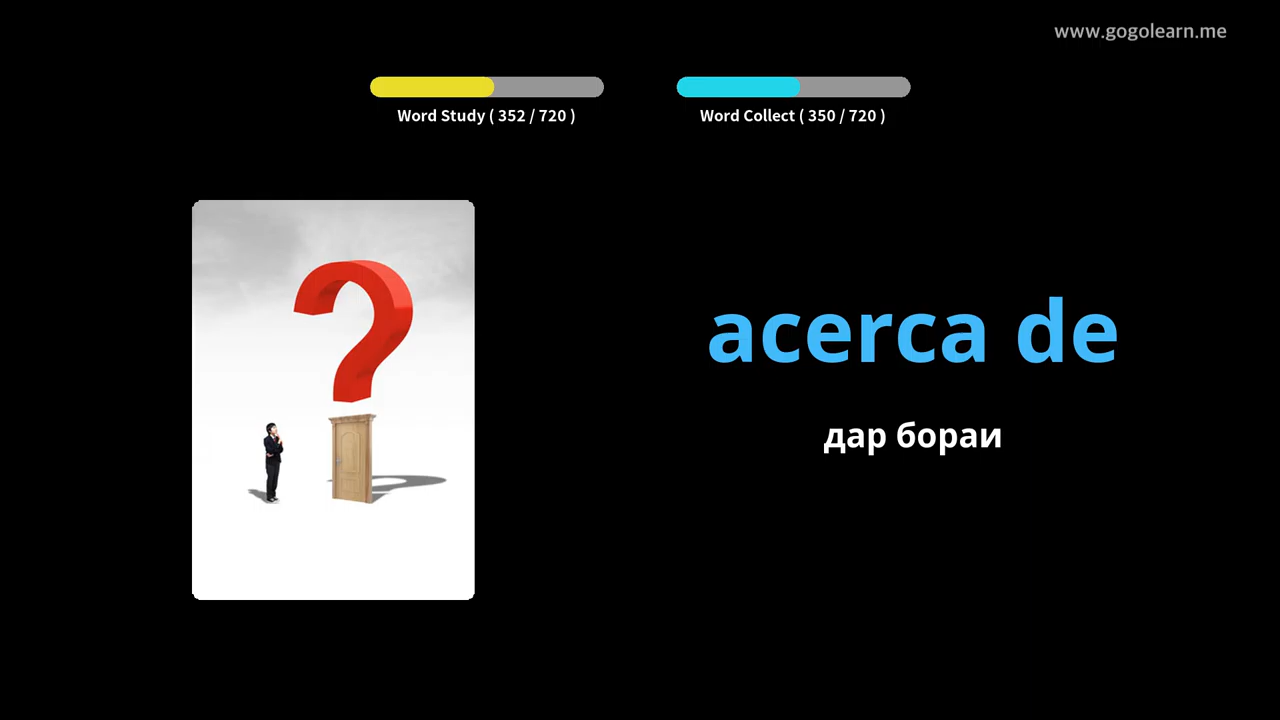 www.gogolearn.me
Word Study ( 352 / 720 )
Word Collect ( 350 / 720 )
acerca de
дар бораи